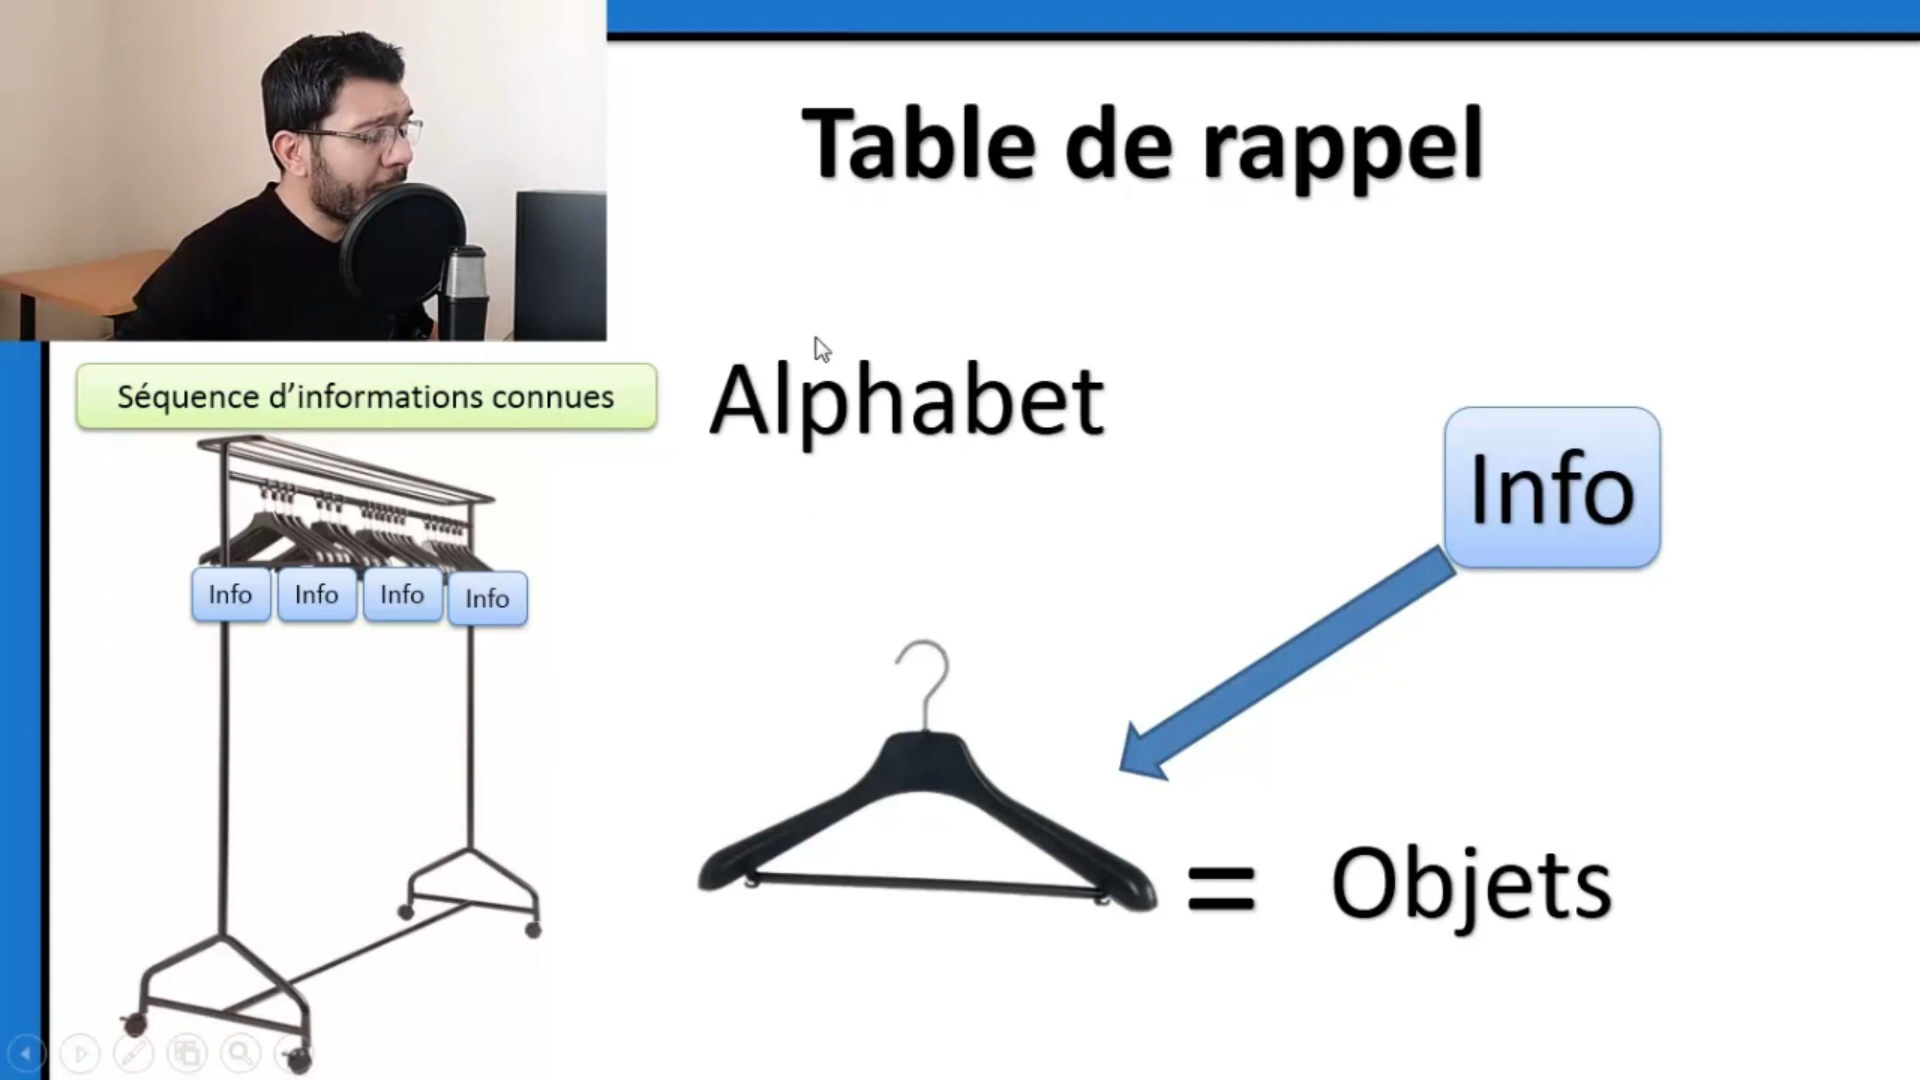 Table de rappel
Séquence d’informations connues
Alphabet
Info
Info
Info
Info
Info
= Objets